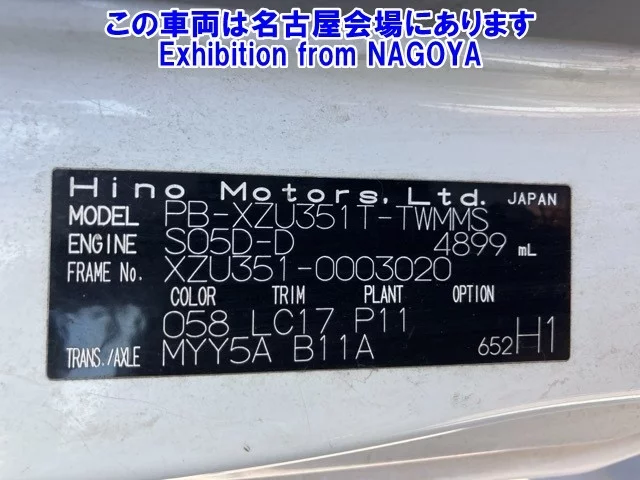 この車両は名古屋会場にあります
Exhibition from NAGOYA
Hino Motors, Ltd. JAPAN
MODEL PB-XZU351T-TWMMS
ENGINE S05D-D 4899 mL
FRAME No. XZU351-0003020
COLOR TRIM PLANT OPTION
058 LC17 P11
TRANS./AXLE MYY5A B11A 652H1